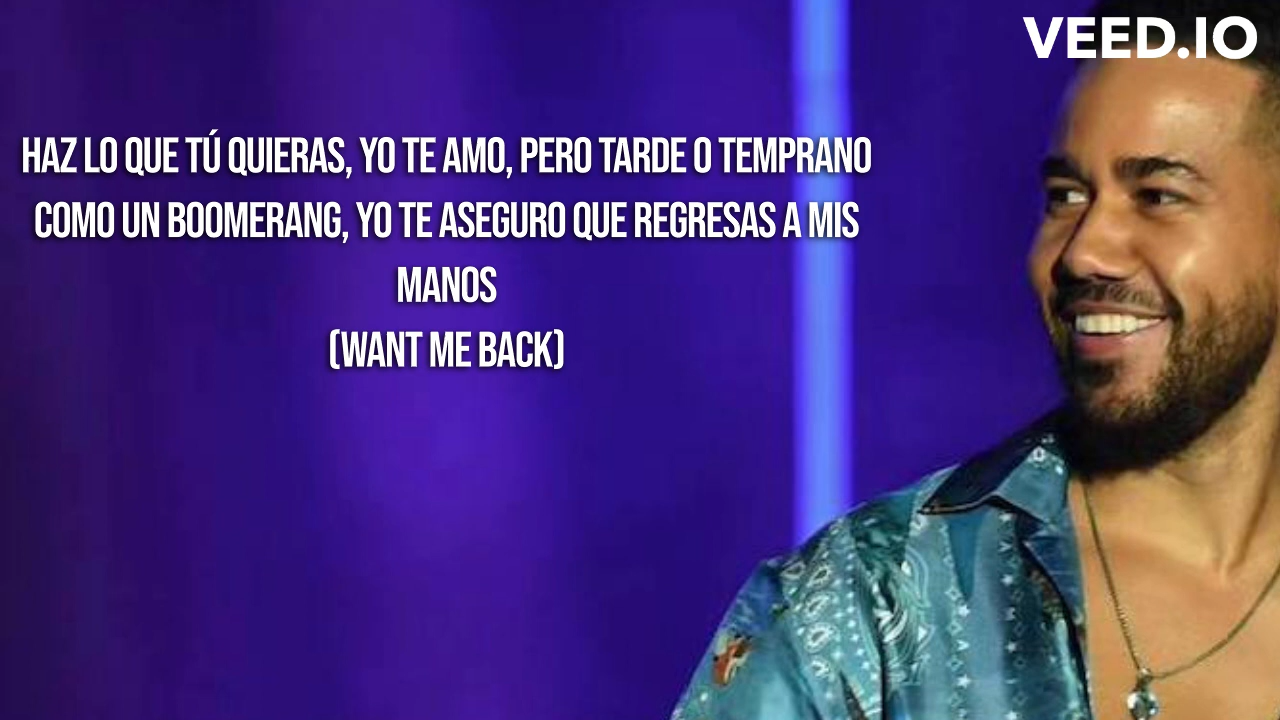 VEED.IO
HAZ LO QUE TÚ QUIERAS, YO TE AMO, PERO TARDE O TEMPRANO
COMO UN BOOMERANG, YO TE ASEGURO QUE REGRESAS A MIS
MANOS
(WANT ME BACK)